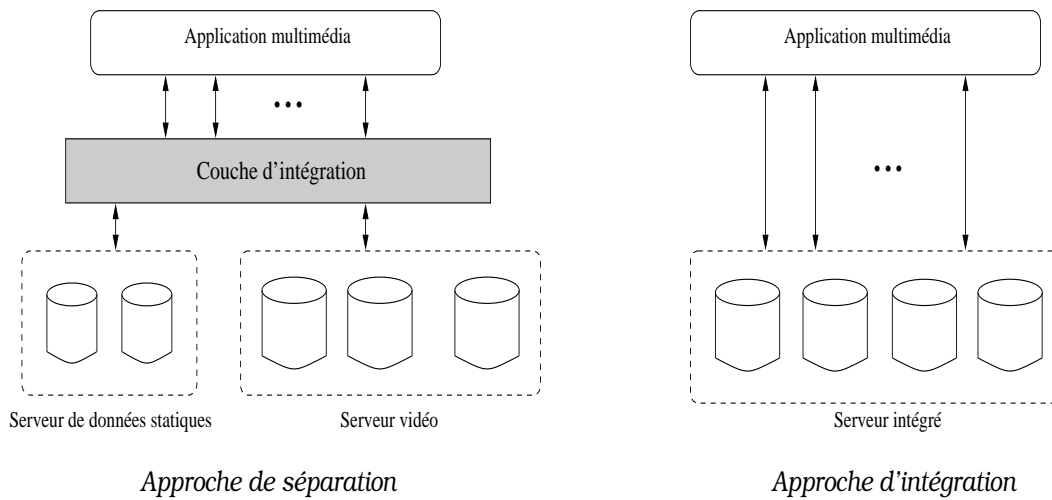 Application multimédia
•••
Couche d'intégration
Serveur de données statiques
Serveur vidéo
Approche de séparation
Application multimédia
•••
Serveur intégré
Approche d'intégration